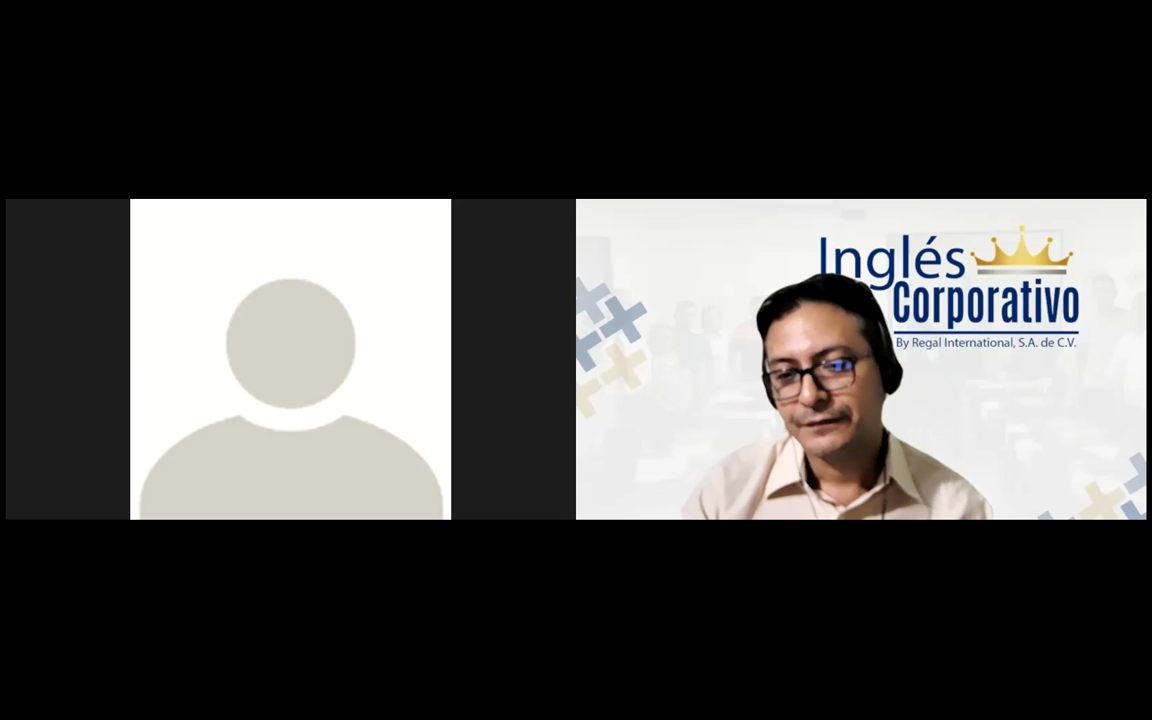 Inglés
Corporativo
By Regal International, S.A. de C.V.